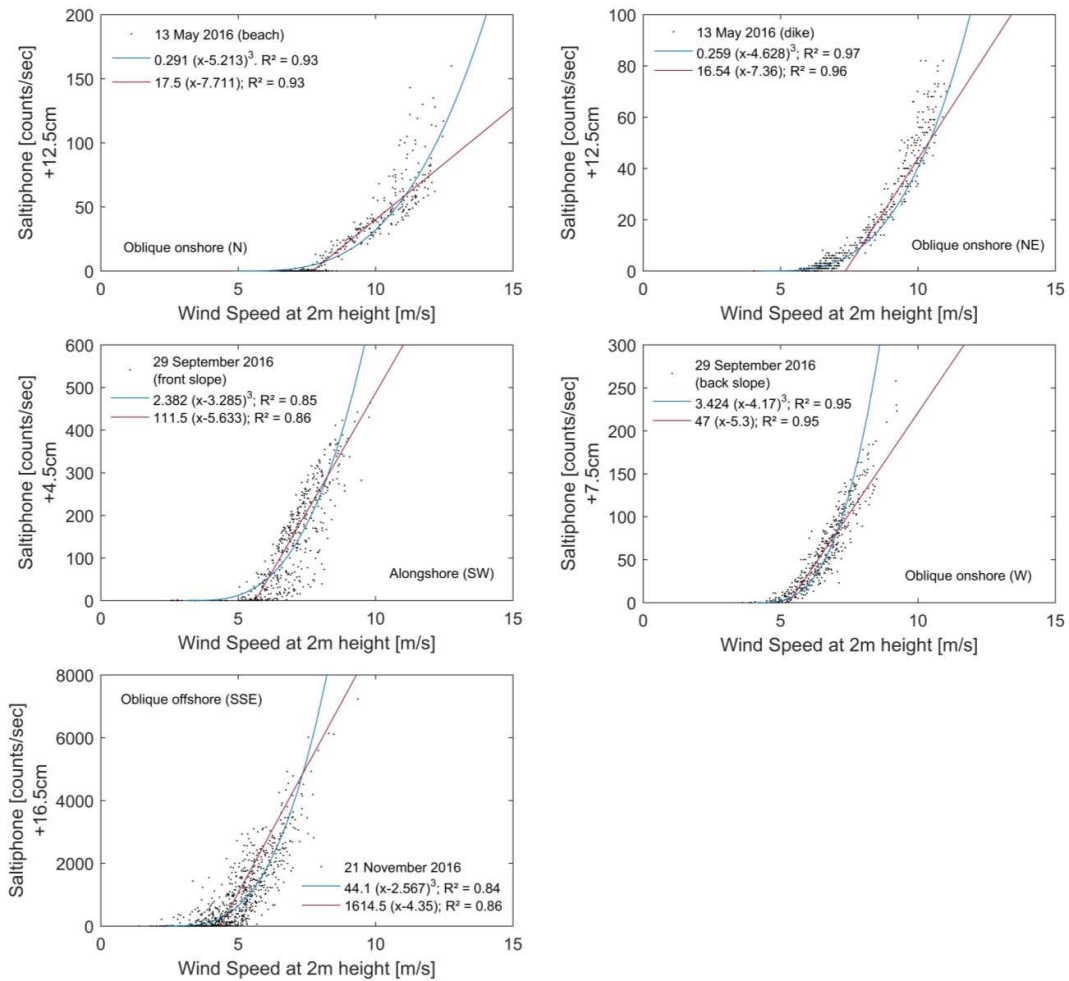 200
150
100
50
0
Saltiphone [counts/sec]
+12.5cm
13 May 2016 (beach)
0.291 (x-5.213)³. R² = 0.93
17.5 (x-7.711); R² = 0.93
Oblique onshore (N)
0 5 10 15
Wind Speed at 2m height [m/s]
100
80
60
40
20
0
Saltiphone [counts/sec]
+12.5cm
13 May 2016 (dike)
0.259 (x-4.628)³; R² = 0.97
16.54 (x-7.36); R² = 0.96
Oblique onshore (NE)
0 5 10 15
Wind Speed at 2m height [m/s]
600
500
400
300
200
100
0
Saltiphone [counts/sec]
+4.5cm
29 September 2016
(front slope)
2.382 (x-3.285)³; R² = 0.85
111.5 (x-5.633); R² = 0.86
Alongshore (SW)
0 5 10 15
Wind Speed at 2m height [m/s]
300
250
200
150
100
50
0
Saltiphone [counts/sec]
+7.5cm
29 September 2016
(back slope)
3.424 (x-4.17)³; R² = 0.95
47 (x-5.3); R² = 0.95
Oblique onshore (W)
0 5 10 15
Wind Speed at 2m height [m/s]
8000
6000
4000
2000
0
Saltiphone [counts/sec]
+16.5cm
Oblique offshore (SSE)
21 November 2016
44.1 (x-2.567)³; R² = 0.84
1614.5 (x-4.35); R² = 0.86
0 5 10 15
Wind Speed at 2m height [m/s]